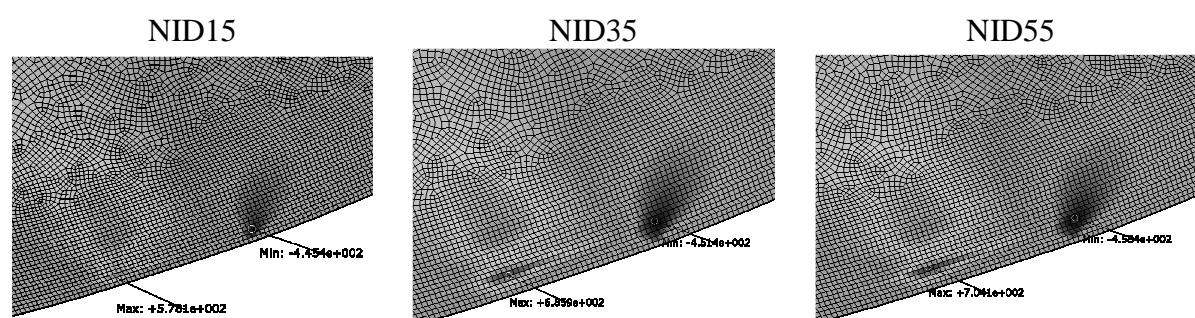 NID15
NID35
NID55
Min: -4.454e+002
Max: +5.781e+002
Min: -4.514e+002
Max: +6.859e+002
Min: -4.584e+002
Max: +7.041e+002